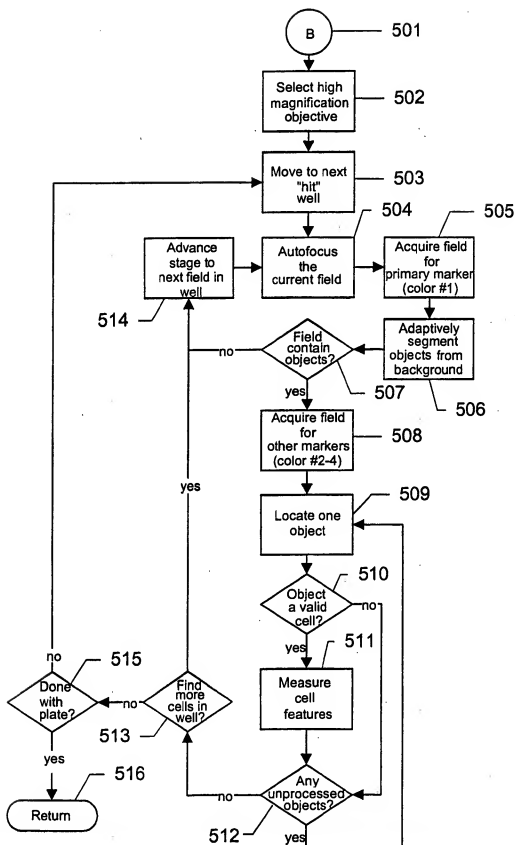 B
501
Select high
magnification
objective
502
Move to next
"hit"
well
503
504
505
Advance
stage to
next field in
well
514
Autofocus
the
current field
Acquire field
for
primary marker
(color #1)
Adaptively
segment
objects from
background
506
no
Field
contain
objects?
507
yes
Acquire field
for
other markers
(color #2-4)
508
yes
509
Locate one
object
510
Object
a valid
cell?
no
yes
511
Measure
cell
features
no
515
Done
with
plate?
no
Find
more
cells in
well?
513
yes
no
Any
unprocessed
objects?
512
yes
516
Return